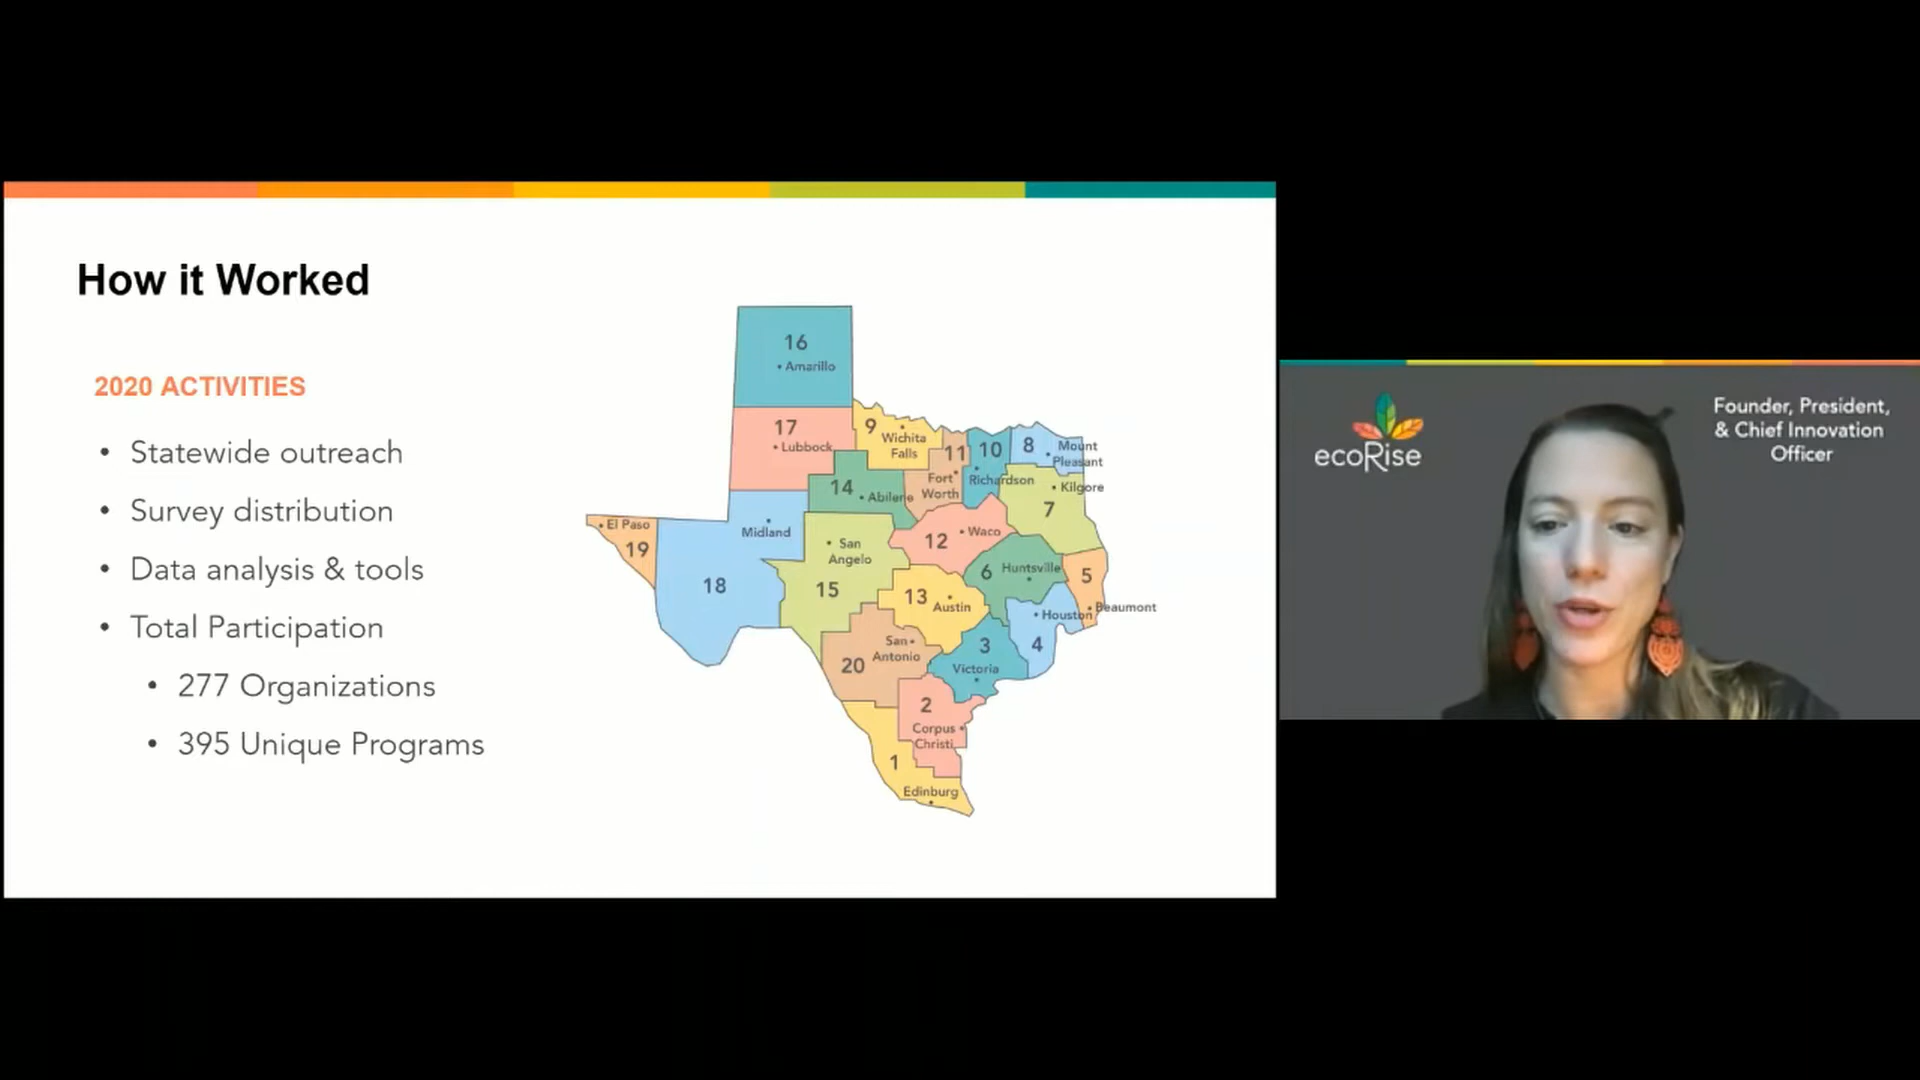 How it Worked
2020 ACTIVITIES
• Statewide outreach
• Survey distribution
• Data analysis & tools
• Total Participation
• 277 Organizations
• 395 Unique Programs
16
Amarillo
17
Lubbock
9
Wichita
Falls
11
Fort
Worth
10
Richardson
8
Mount
Pleasant
14
Abilene
Kilgore
7
El Paso
19
Midland
18
San
Angelo
15
12
Waco
6
Huntsville
5
Beaumont
13
Austin
Houston
4
3
Victoria
San
Antonio
20
2
Corpus
Christi
1
Edinburg
ecoRise
Founder, President,
& Chief Innovation
Officer